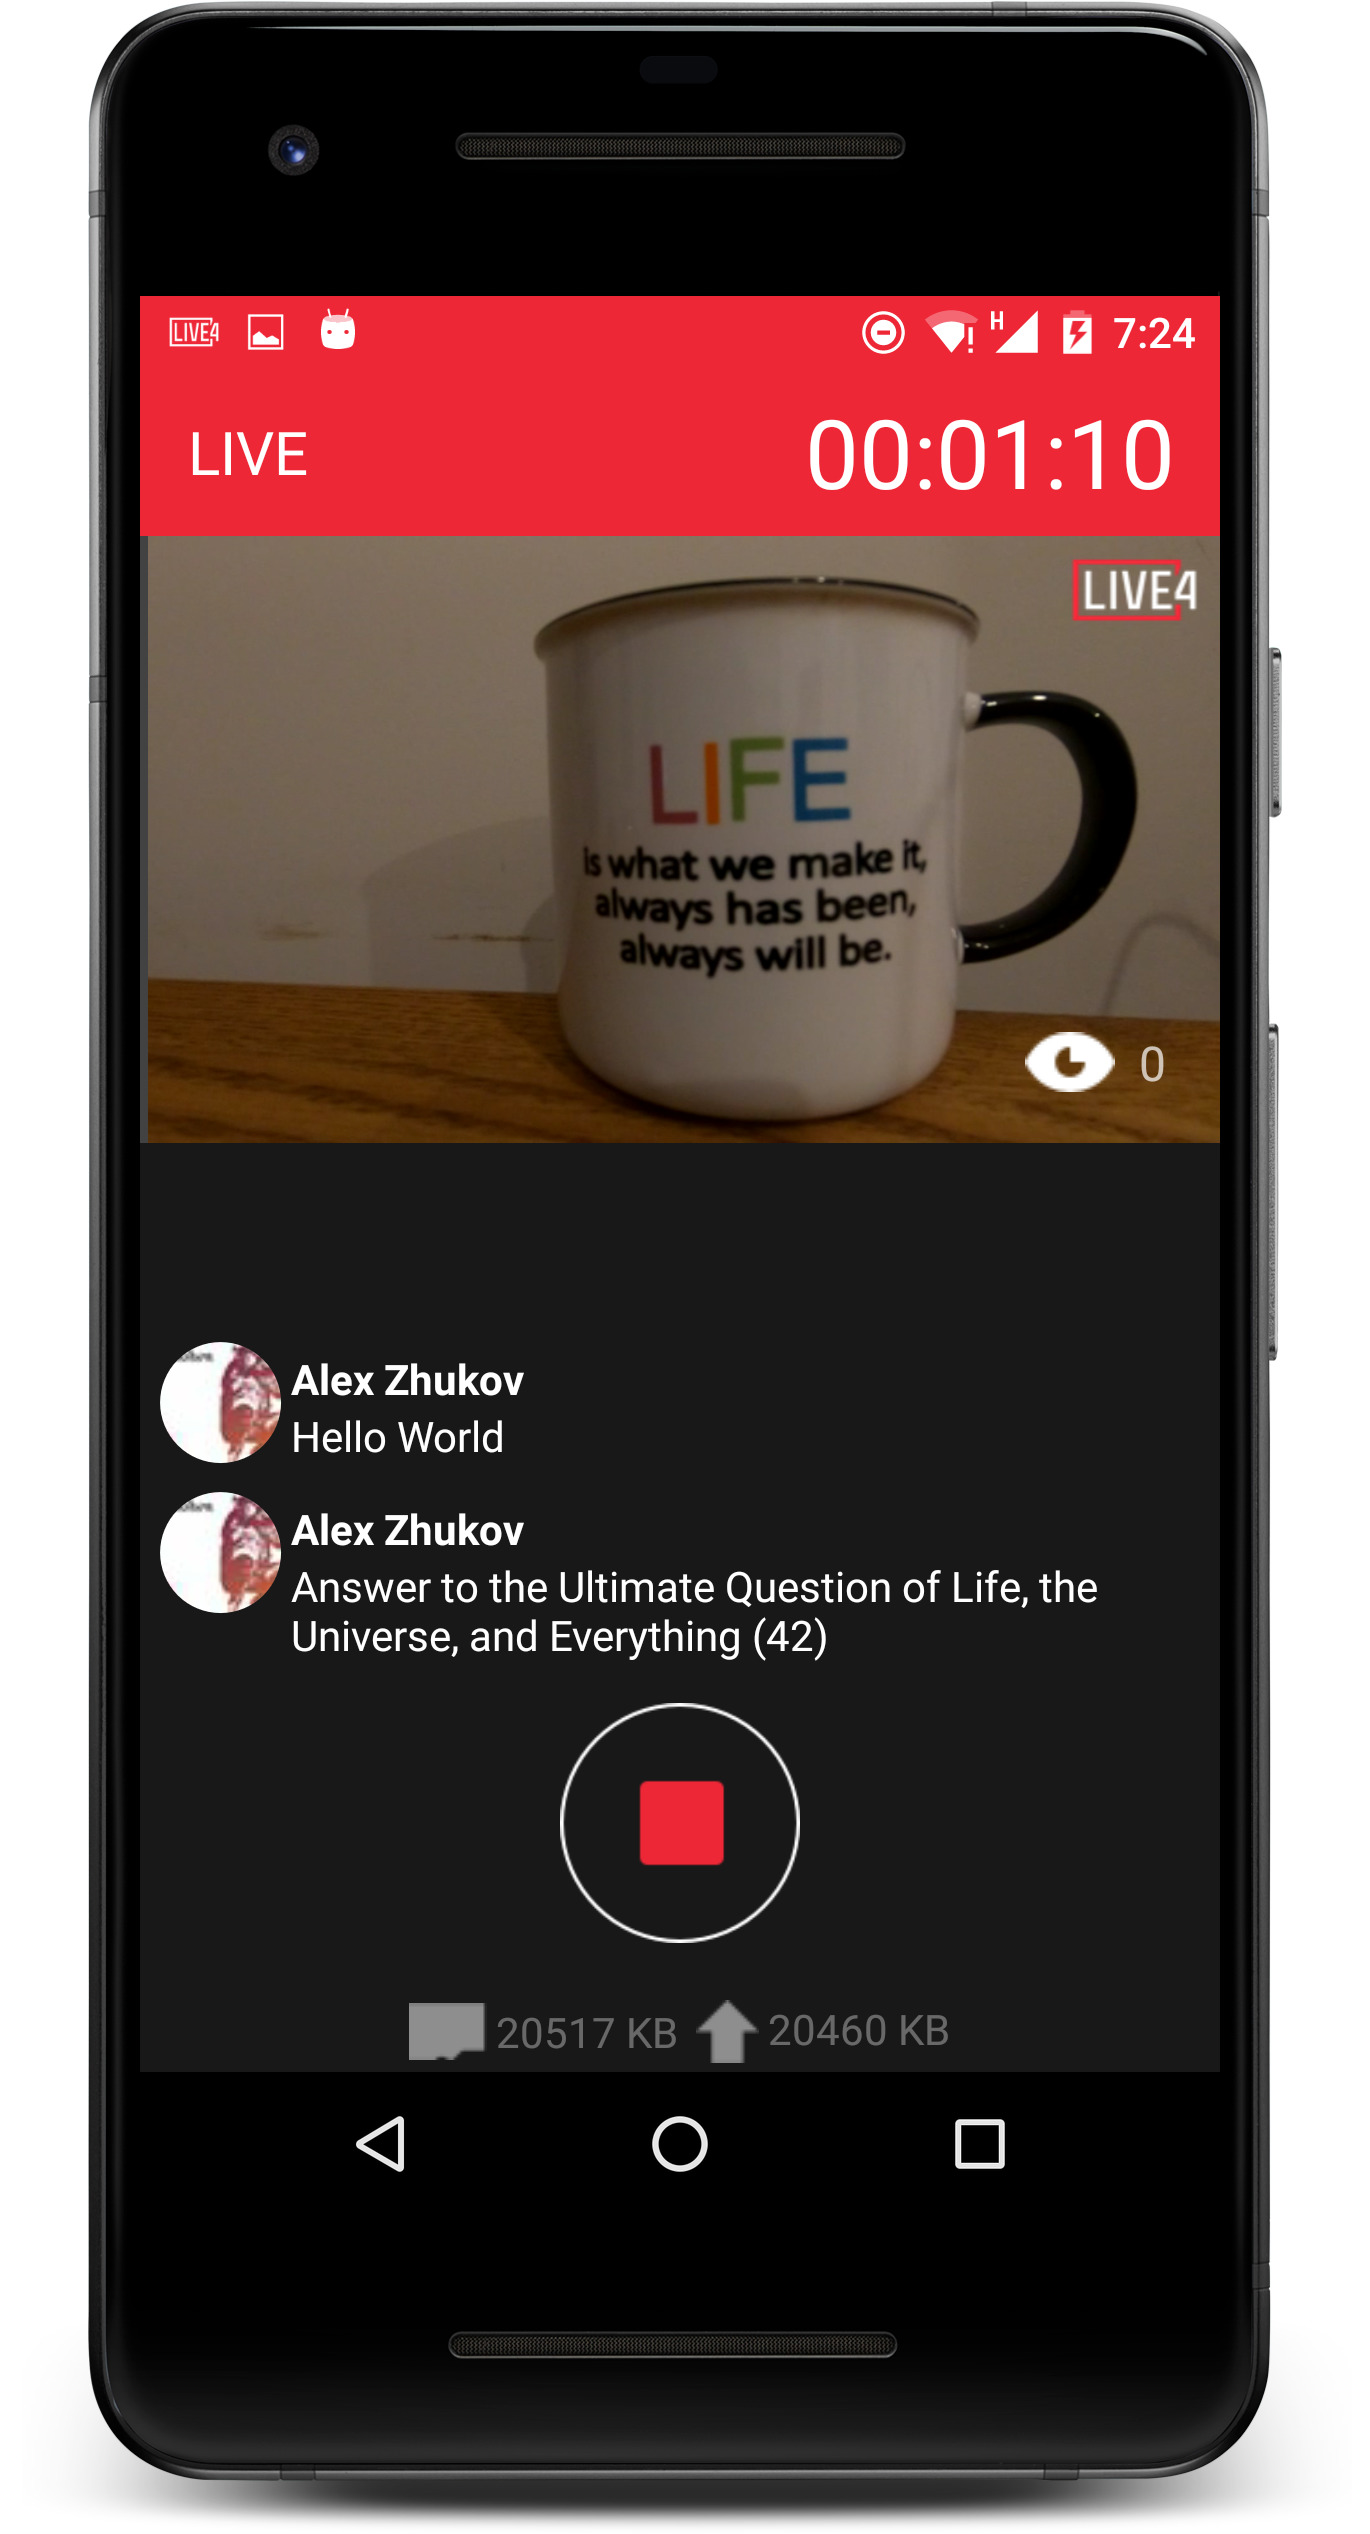 LIVE4
H
7:24
LIVE
00:01:10
LIVE4
LIFE
is what we make it,
always has been,
always will be.
0
Alex Zhukov
Hello World
Alex Zhukov
Answer to the Ultimate Question of Life, the
Universe, and Everything (42)
20517 KB
20460 KB